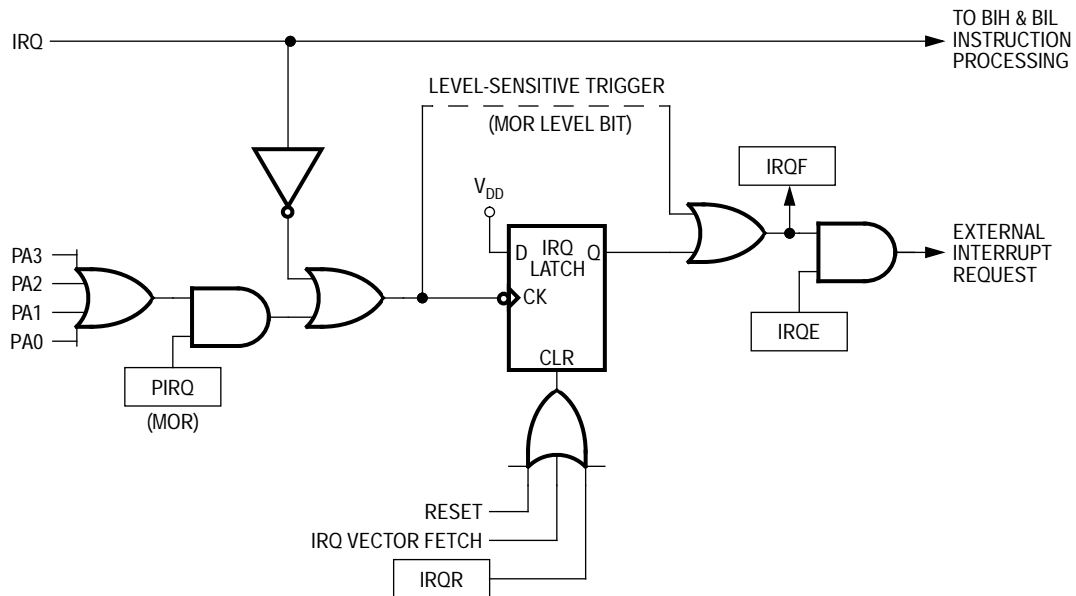 TO BIH & BIL
INSTRUCTION
PROCESSING
IRQ
LEVEL-SENSITIVE TRIGGER
(MOR LEVEL BIT)
IRQF
VDD
EXTERNAL
INTERRUPT
REQUEST
D IRQ Q
LATCH
CK
CLR
PA3
PA2
PA1
PA0
IRQE
PIRQ
(MOR)
RESET
IRQ VECTOR FETCH
IRQR